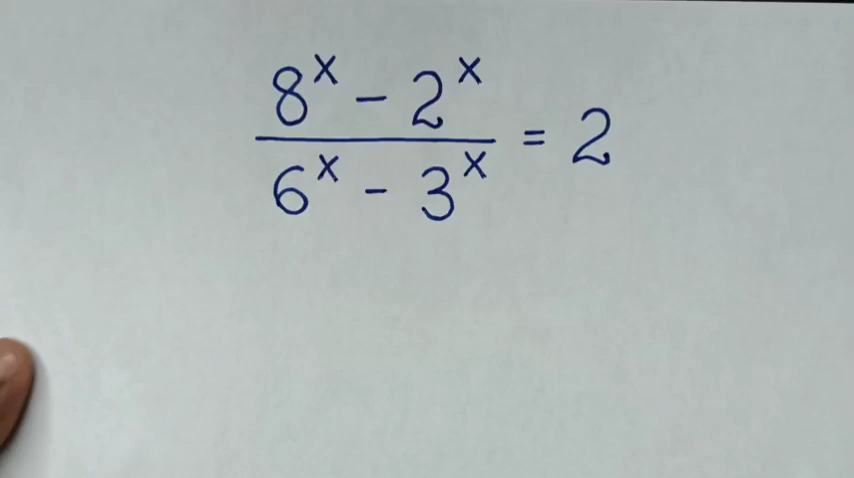 8^x - 2^x
6^x - 3^x = 2